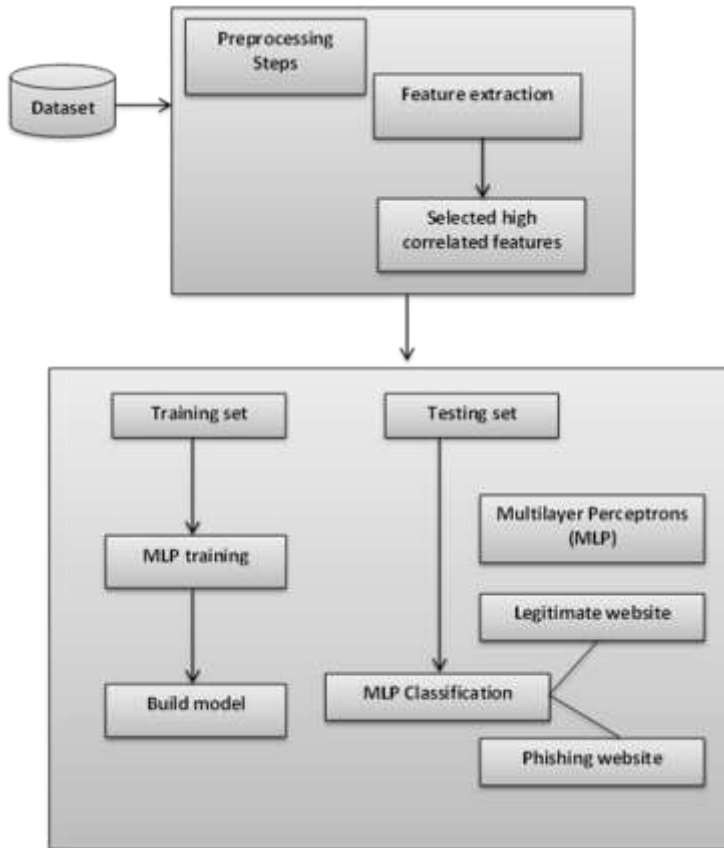 Preprocessing
Steps
Dataset
Feature extraction
Selected high
correlated features
Training set
Testing set
Multilayer Perceptrons
(MLP)
MLP training
Legitimate website
Build model
MLP Classification
Phishing website